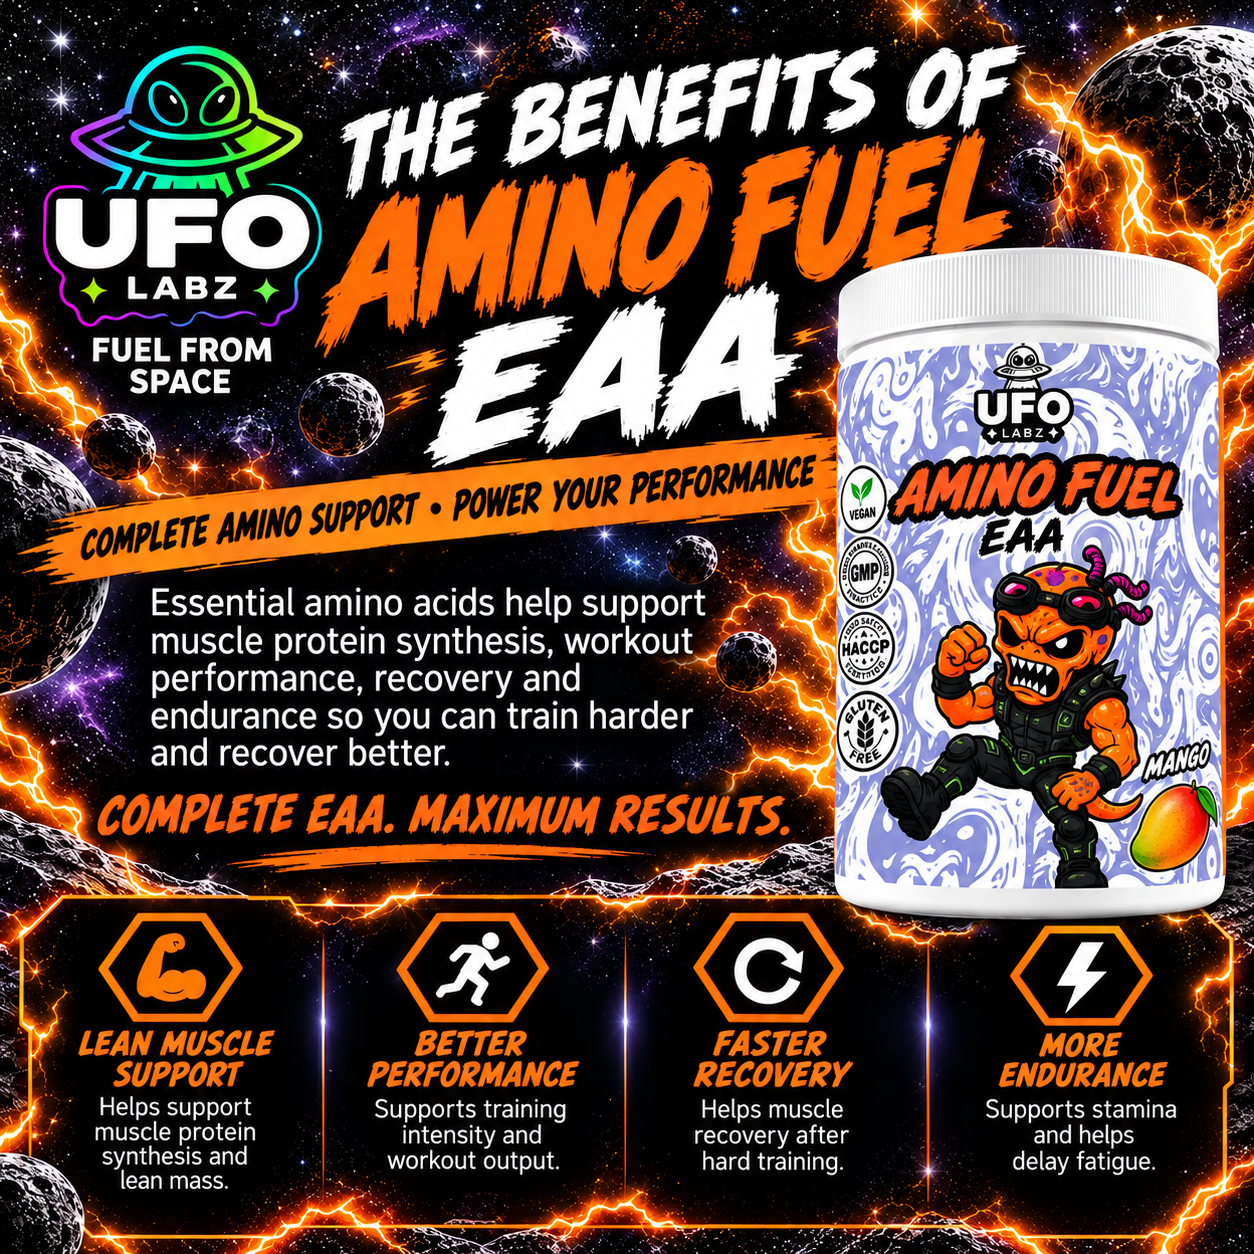 UFO
LABZ
FUEL FROM
SPACE
THE BENEFITS OF
AMINO FUEL
EAA
COMPLETE AMINO SUPPORT • POWER YOUR PERFORMANCE
Essential amino acids help support
muscle protein synthesis, workout
performance, recovery and
endurance so you can train harder
and recover better.
COMPLETE EAA. MAXIMUM RESULTS.
UFO
LABZ
AMINO FUEL
EAA
VEGAN
GMP
HACCP
GLUTEN
FREE
MANGO
LEAN MUSCLE
SUPPORT
Helps support
muscle protein
synthesis and
lean mass.
BETTER
PERFORMANCE
Supports training
intensity and
workout output.
FASTER
RECOVERY
Helps muscle
recovery after
hard training.
MORE
ENDURANCE
Supports stamina
and helps
delay fatigue.